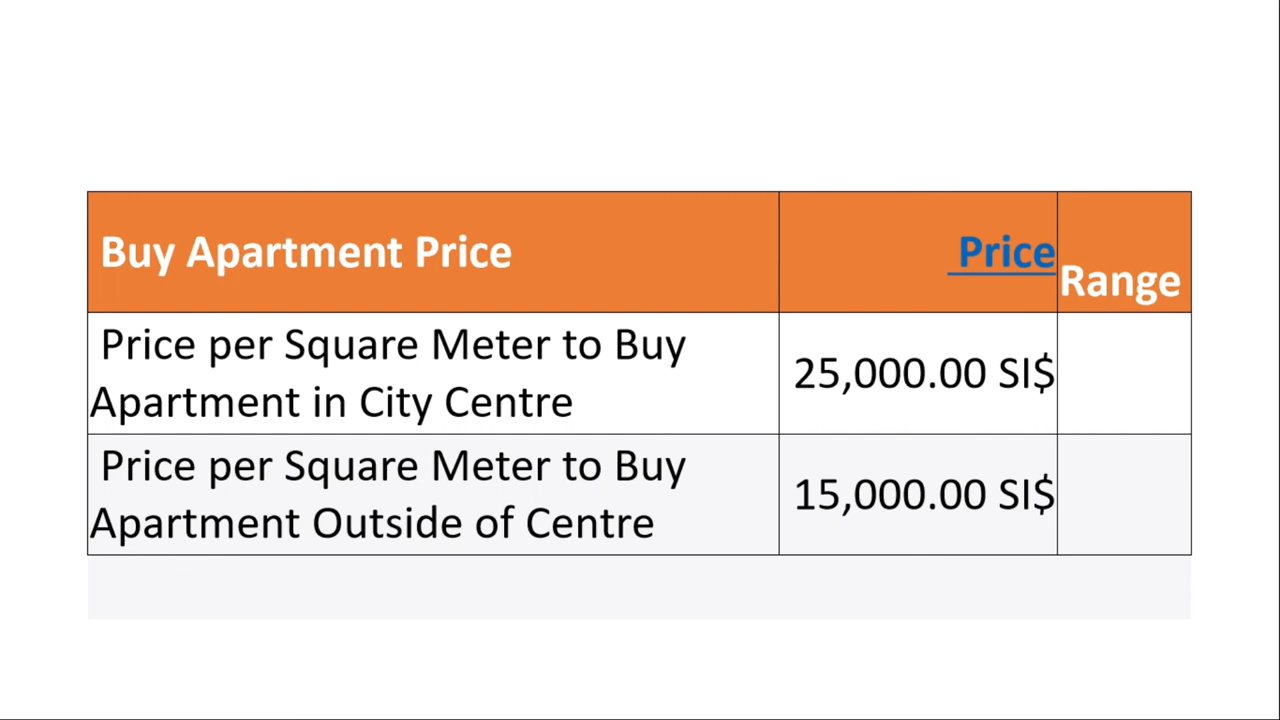 Buy Apartment Price
Price
Range
Price per Square Meter to Buy
Apartment in City Centre
25,000.00 SI$
Price per Square Meter to Buy
Apartment Outside of Centre
15,000.00 SI$